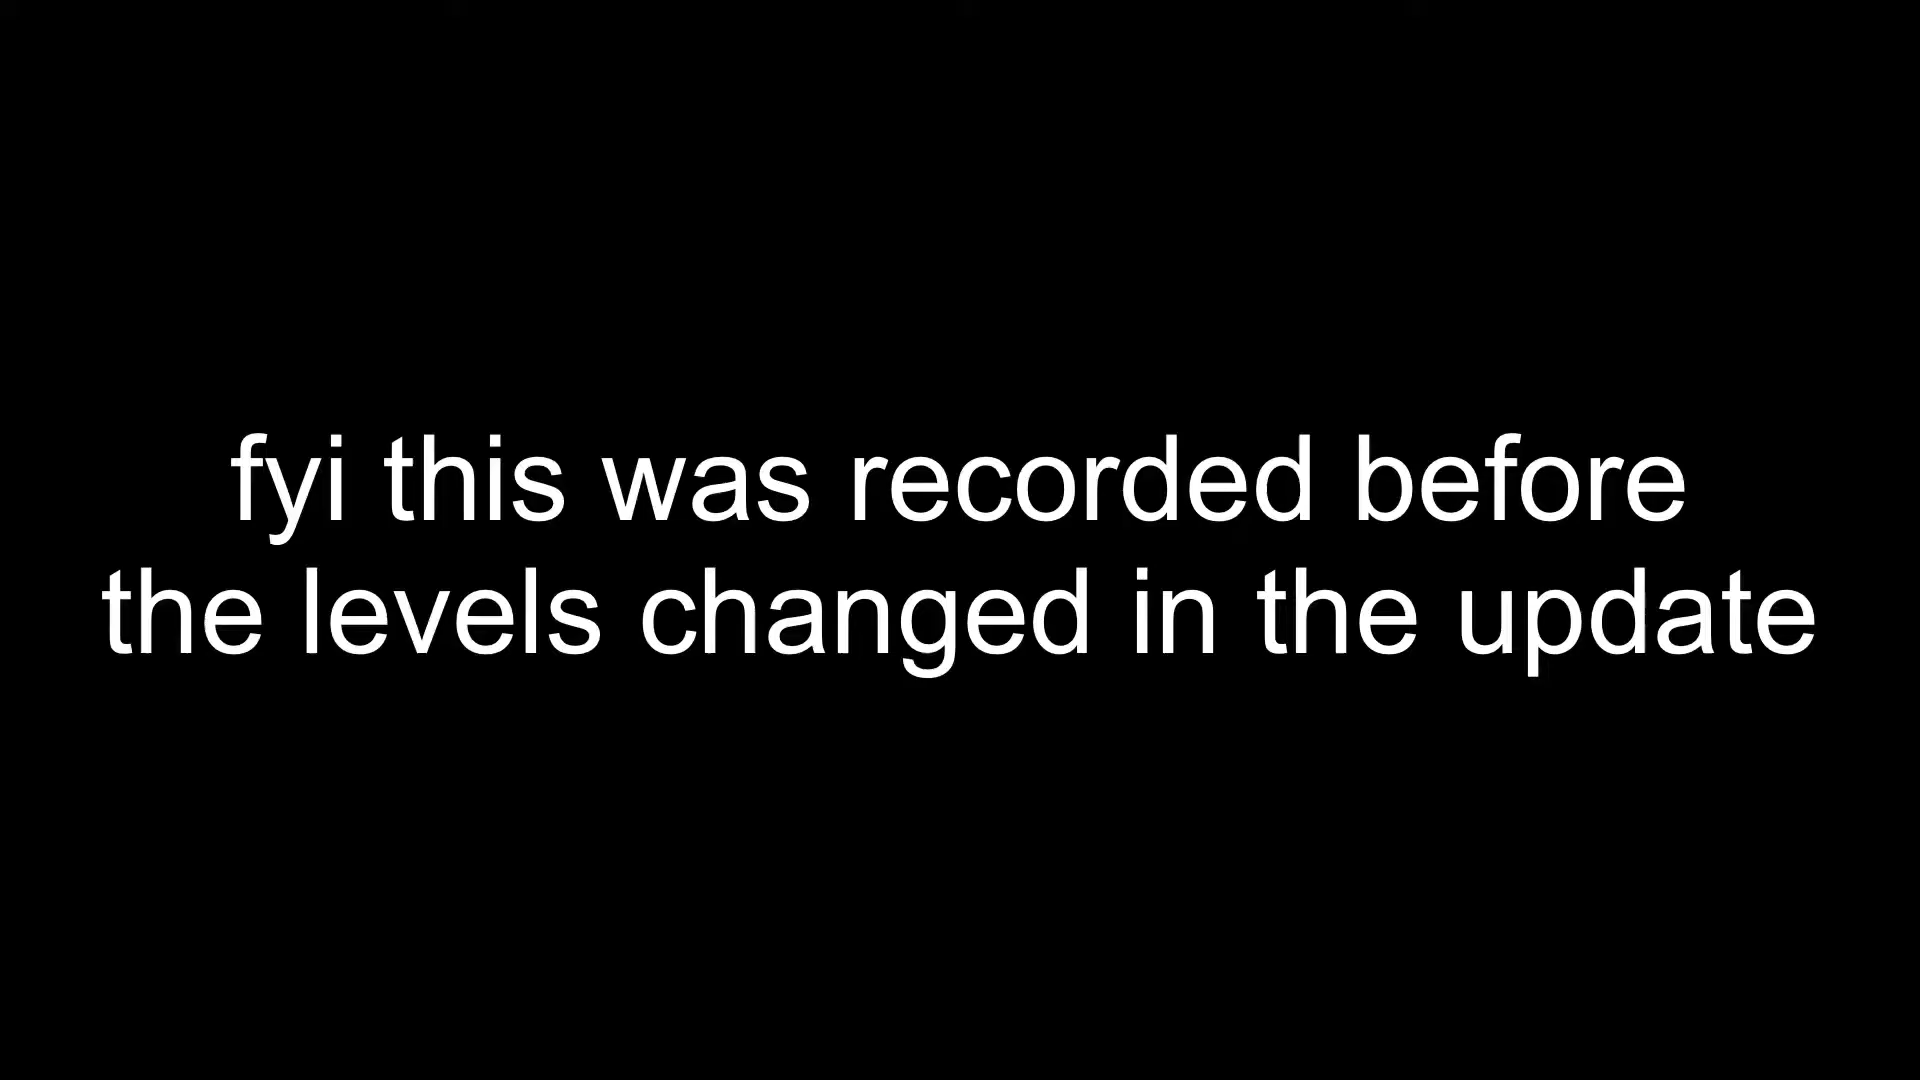 fyi this was recorded before
the levels changed in the update